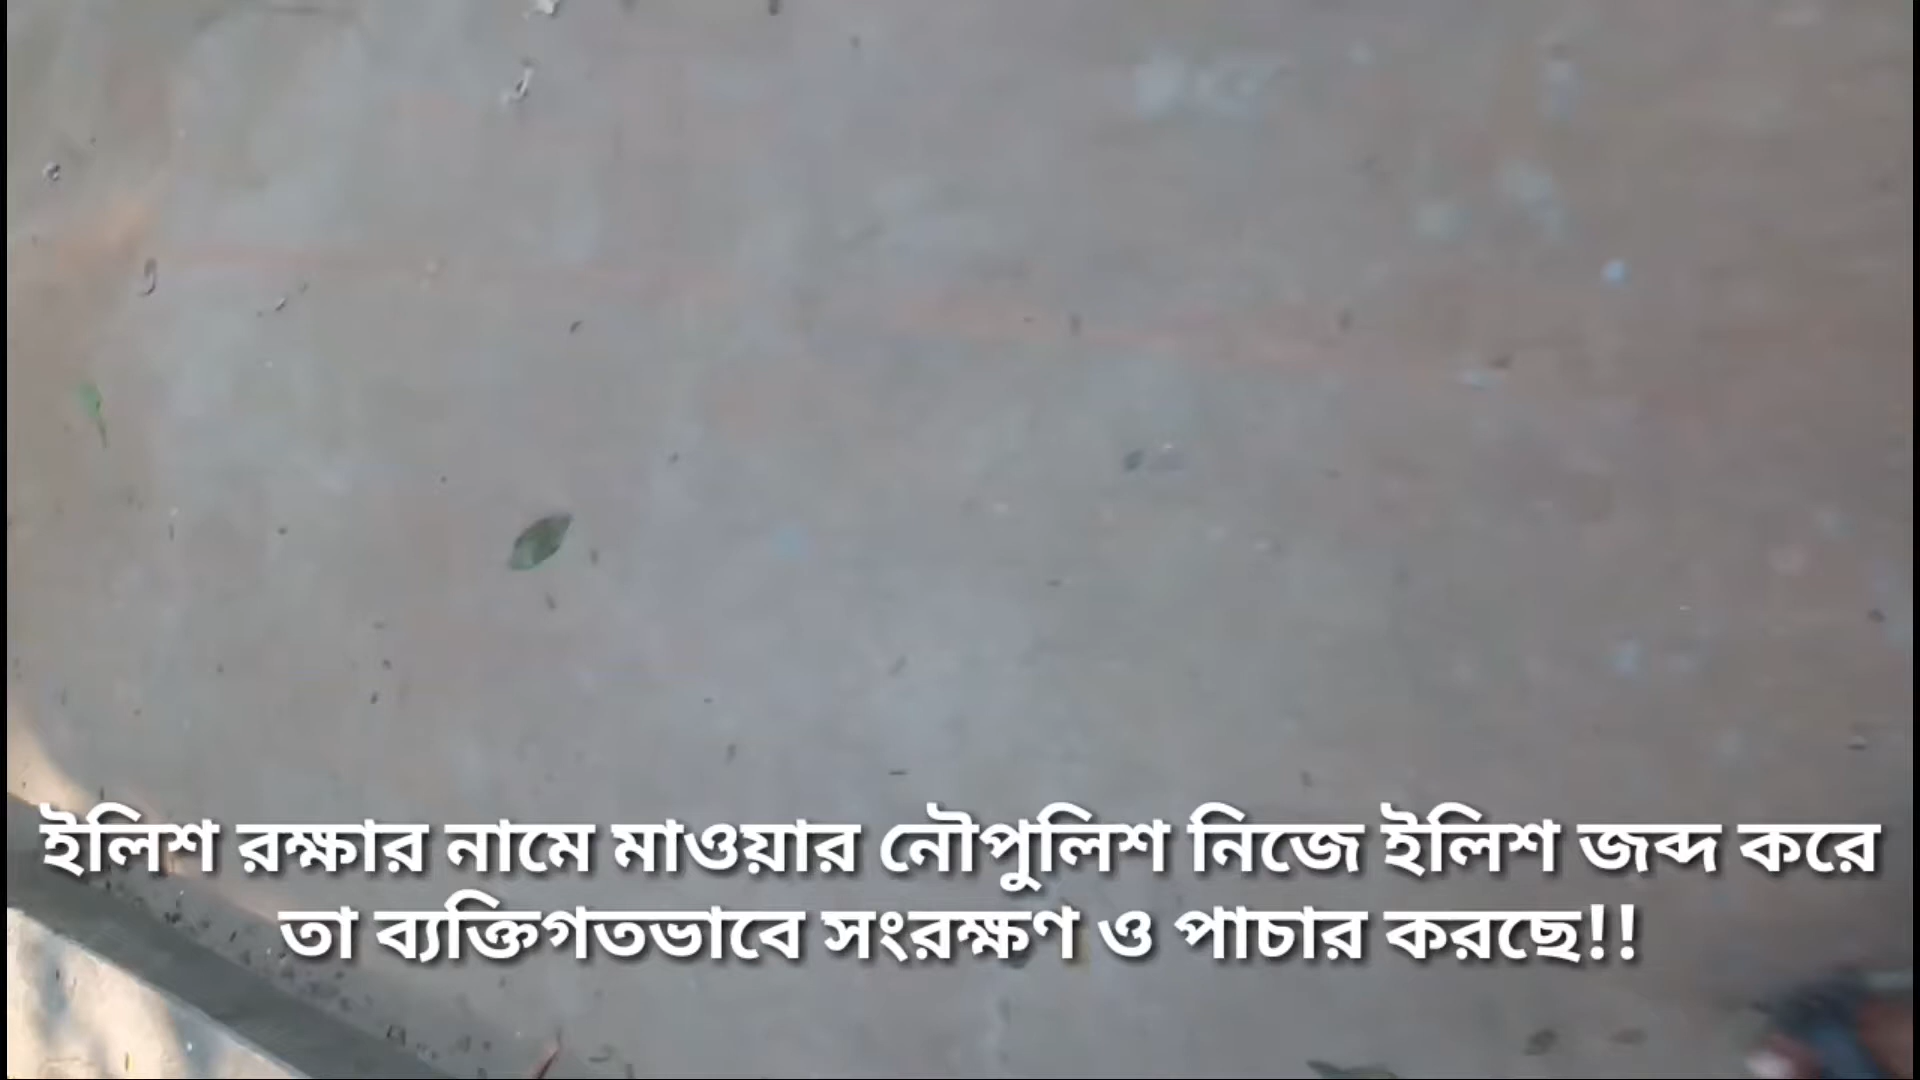 ইলিশ রক্ষার নামে মাওয়ার নৌপুলিশ নিজে ইলিশ জব্দ করে
তা ব্যক্তিগতভাবে সংরক্ষণ ও পাচার করছে!!